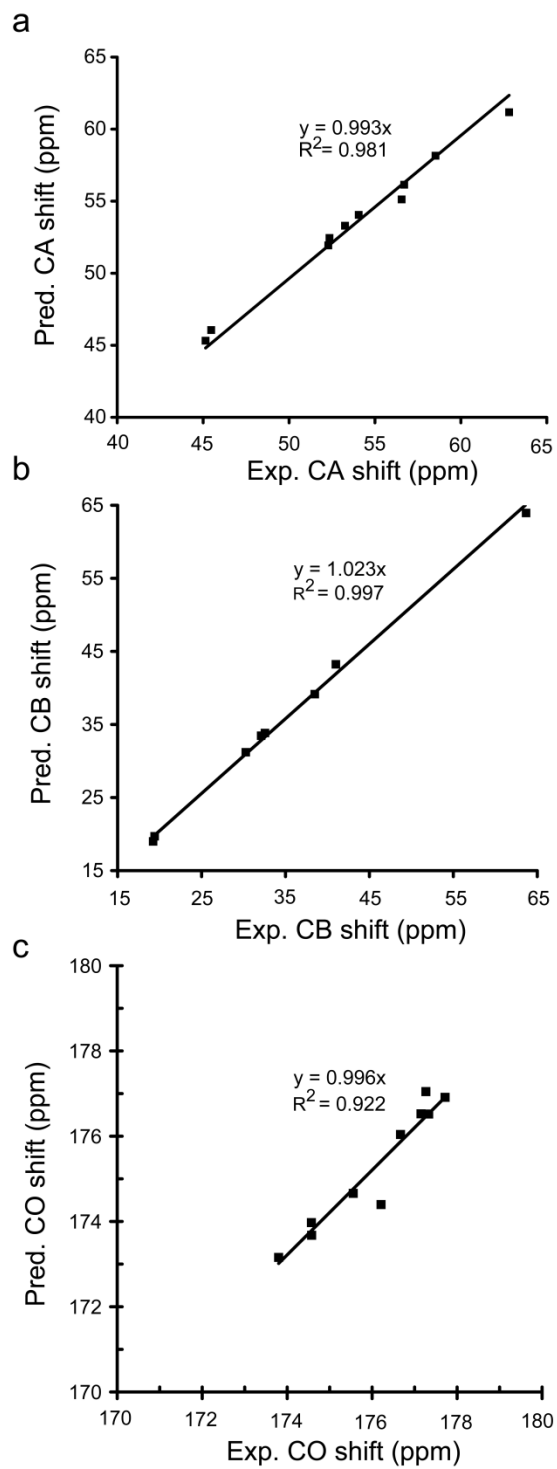 a
65
60
55
50
45
40
Pred. CA shift (ppm)
y = 0.993x
R2 = 0.981
40 45 50 55 60 65
Exp. CA shift (ppm)
b
65
55
45
35
25
15
Pred. CB shift (ppm)
y = 1.023x
R2 = 0.997
15 25 35 45 55 65
Exp. CB shift (ppm)
c
180
178
176
174
172
170
Pred. CO shift (ppm)
y = 0.996x
R2 = 0.922
170 172 174 176 178 180
Exp. CO shift (ppm)